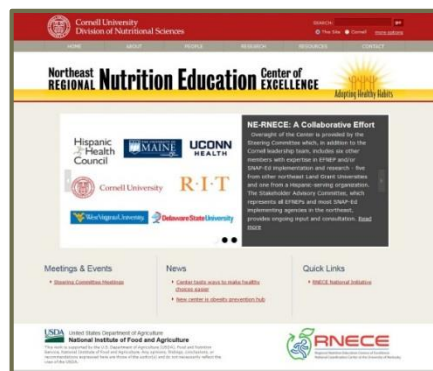 Cornell University
Division of Nutritional Sciences
SEARCH:
go
This Site Cornell more options
HOME ABOUT PEOPLE RESEARCH RESOURCES CONTACT
Northeast
REGIONAL Nutrition Education Center of
EXCELLENCE
Adopting Healthy Habits
Hispanic
Health
Council
MAINE
UCONN
HEALTH
Cornell University
R·I·T
West Virginia University
Delaware State University
NE-RNECE: A Collaborative Effort
Oversight of the Center is provided by the
Steering Committee which, in addition to the
Cornell leadership team, includes six other
members with expertise in EFNEP and/or
SNAP-Ed implementation and research - five
from other northeast Land Grant Universities
and one from a Hispanic-serving organization.
The Stakeholder Advisory Committee, which
represents all EFNEPs and most SNAP-Ed
implementing agencies in the northeast,
provides ongoing input and consultation. Read
more
Meetings & Events
Steering Committee Meetings
News
Center tests ways to make healthy
choices easier
New center is obesity prevention hub
Quick Links
RNECE National Initiative
USDA United States Department of Agriculture
National Institute of Food and Agriculture
RNECE